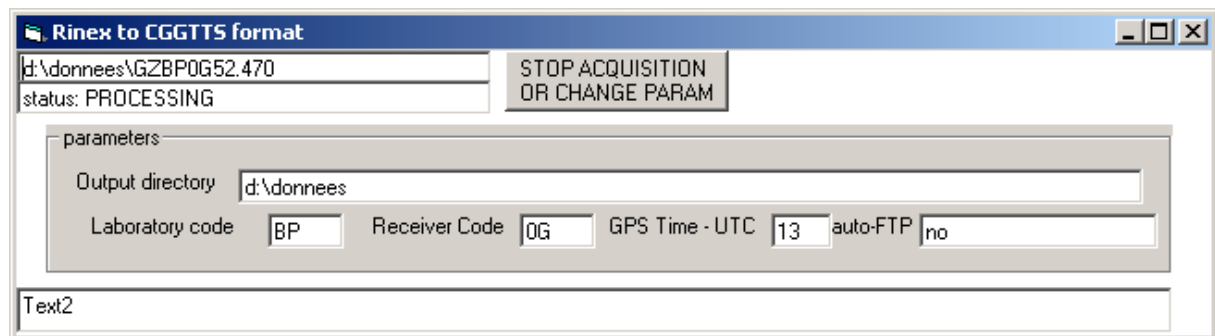 Rinex to CGGTTS format
d:\donnees\GZBP0G52.470
STOP ACQUISITION
OR CHANGE PARAM
status: PROCESSING
parameters
Output directory d:\donnees
Laboratory code BP Receiver Code 0G GPS Time - UTC 13 auto-FTP no
Text2